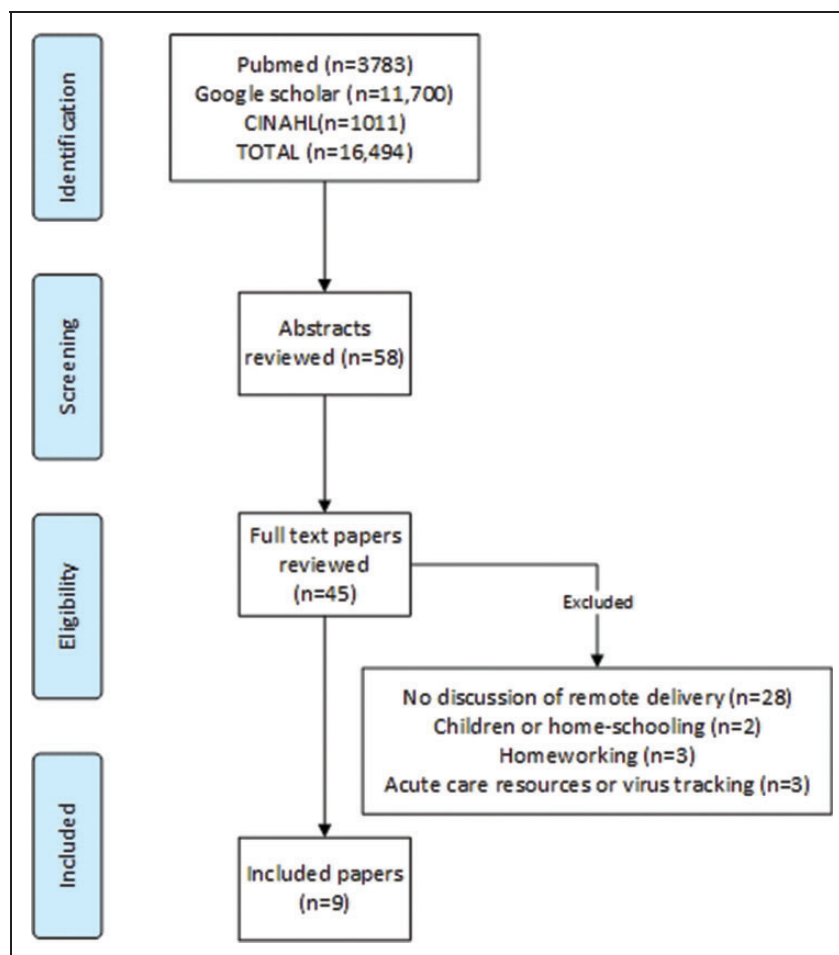 Identification
Pubmed (n=3783)
Google scholar (n=11,700)
CINAHL(n=1011)
TOTAL (n=16,494)
Screening
Abstracts
reviewed (n=58)
Eligibility
Full text papers
reviewed
(n=45)
Excluded
No discussion of remote delivery (n=28)
Children or home-schooling (n=2)
Homeworking (n=3)
Acute care resources or virus tracking (n=3)
Included
Included papers
(n=9)